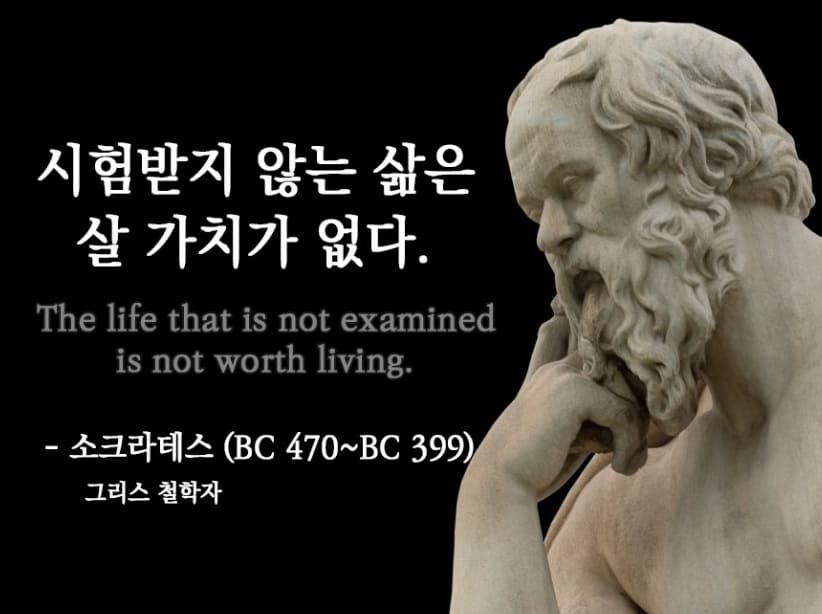 시험받지 않는 삶은
살 가치가 없다.
The life that is not examined
is not worth living.
- 소크라테스 (BC 470~BC 399)
그리스 철학자